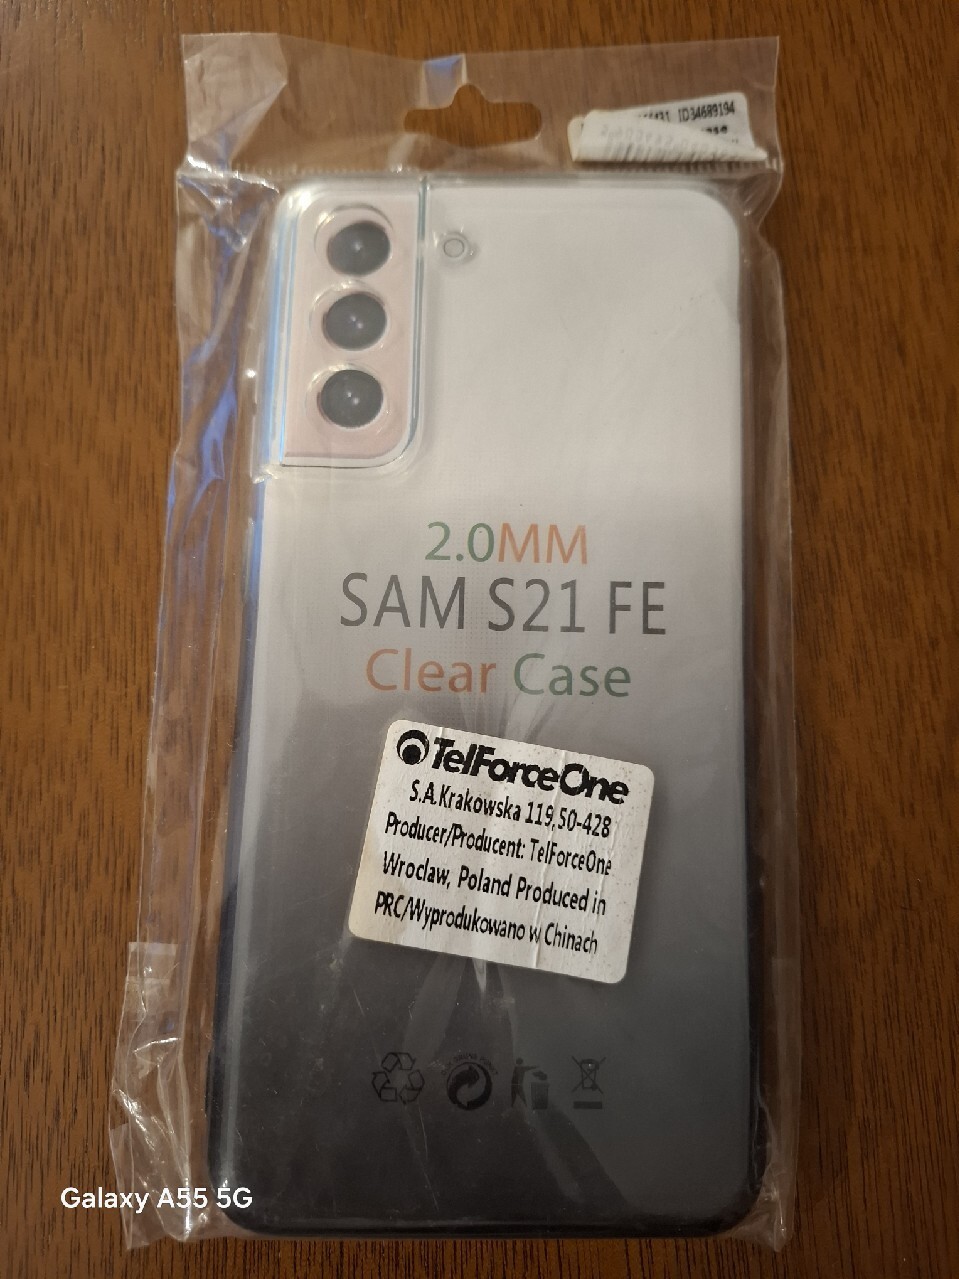 ID34689194
2.0MM
SAM S21 FE
Clear Case
TelForceOne
S.A.Krakowska 119,50-428
Producer/Producent: TelForceOne
Wroclaw, Poland Produced in
PRC/Wyprodukowano w Chinach
Galaxy A55 5G